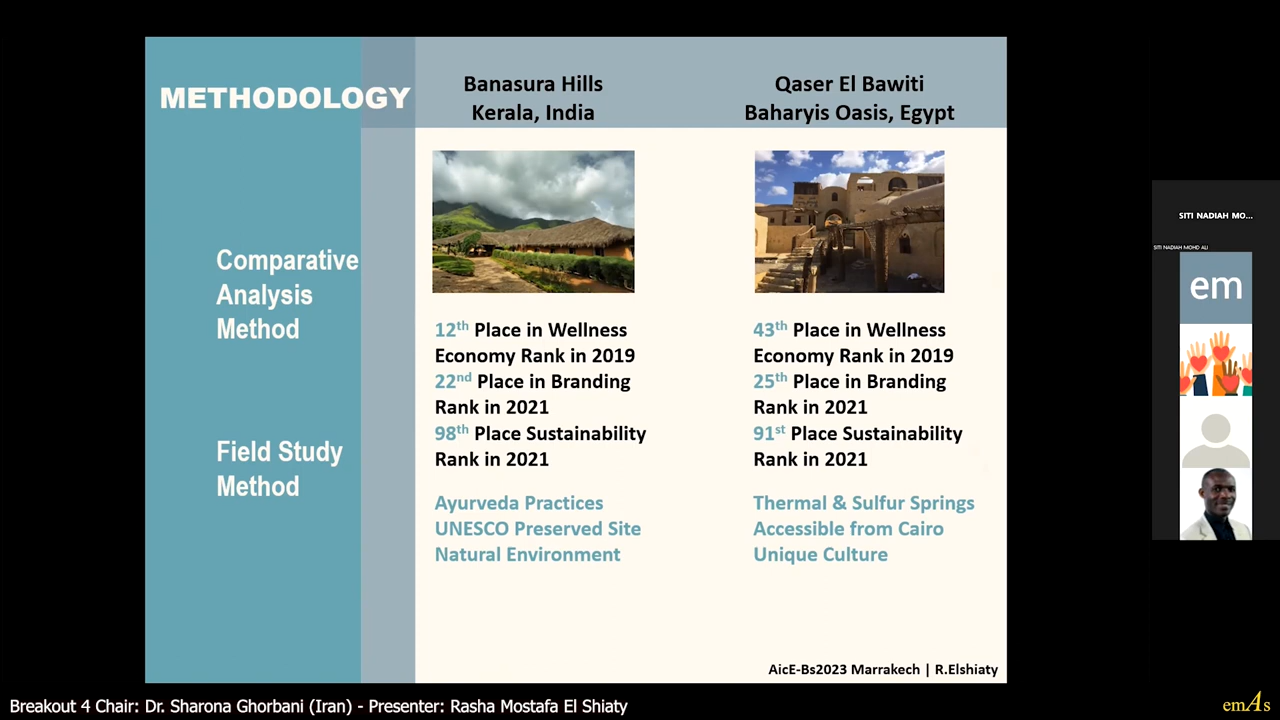 METHODOLOGY
Banasura Hills
Kerala, India
Qaser El Bawiti
Baharyis Oasis, Egypt
Comparative
Analysis
Method
Field Study
Method
12th Place in Wellness
Economy Rank in 2019
22nd Place in Branding
Rank in 2021
98th Place Sustainability
Rank in 2021
Ayurveda Practices
UNESCO Preserved Site
Natural Environment
43th Place in Wellness
Economy Rank in 2019
25th Place in Branding
Rank in 2021
91st Place Sustainability
Rank in 2021
Thermal & Sulfur Springs
Accessible from Cairo
Unique Culture
AicE-Bs2023 Marrakech | R.Elshiaty
SITI NADIAH MO...
SITI NADIAH MOHD ALI
em
Breakout 4 Chair: Dr. Sharona Ghorbani (Iran) - Presenter: Rasha Mostafa El Shiaty
emAs